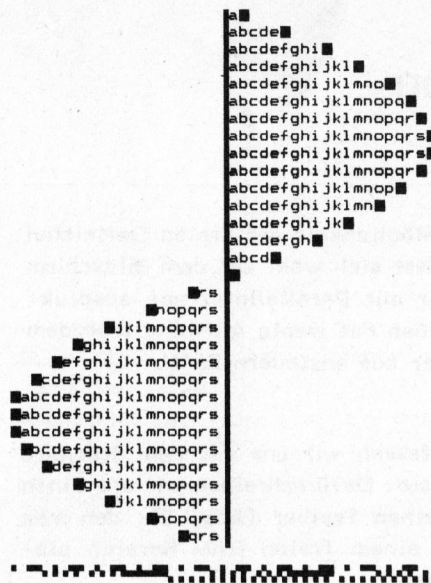 a■
abcde■
abcdefghi■
abcdefghijkl■
abcdefghijklmno■
abcdefghijklmnopq■
abcdefghijklmnopqr■
abcdefghijklmnopqrs■
abcdefghijklmnopqrs■
abcdefghijklmnopqr■
abcdefghijklmnop■
abcdefghijklmn■
abcdefghijk■
abcdefgh■
abcd■
■
■rs
■nopqrs
■jklmnopqrs
■ghijklmnopqrs
■efghijklmnopqrs
■cdefghijklmnopqrs
■abcdefghijklmnopqrs
■abcdefghijklmnopqrs
■abcdefghijklmnopqrs
■bcdefghijklmnopqrs
■defghijklmnopqrs
■ghijklmnopqrs
■jklmnopqrs
■nopqrs
■qrs